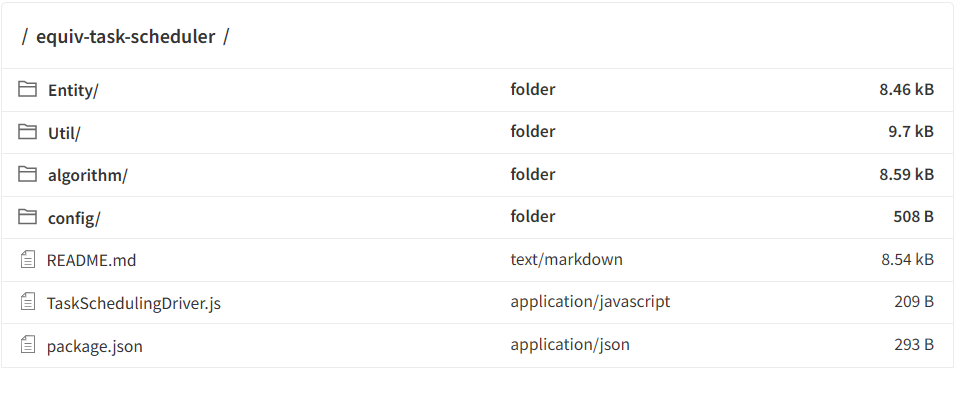 / equiv-task-scheduler /
Entity/ folder 8.46 kB
Util/ folder 9.7 kB
algorithm/ folder 8.59 kB
config/ folder 508 B
README.md text/markdown 8.54 kB
TaskSchedulingDriver.js application/javascript 209 B
package.json application/json 293 B